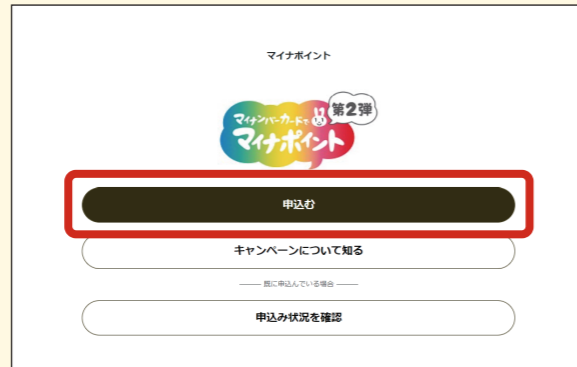 マイナポイント
マイナンバーカードで
マイナポイント
第2弾
申込む
キャンペーンについて知る
既に申込んでいる場合
申込み状況を確認